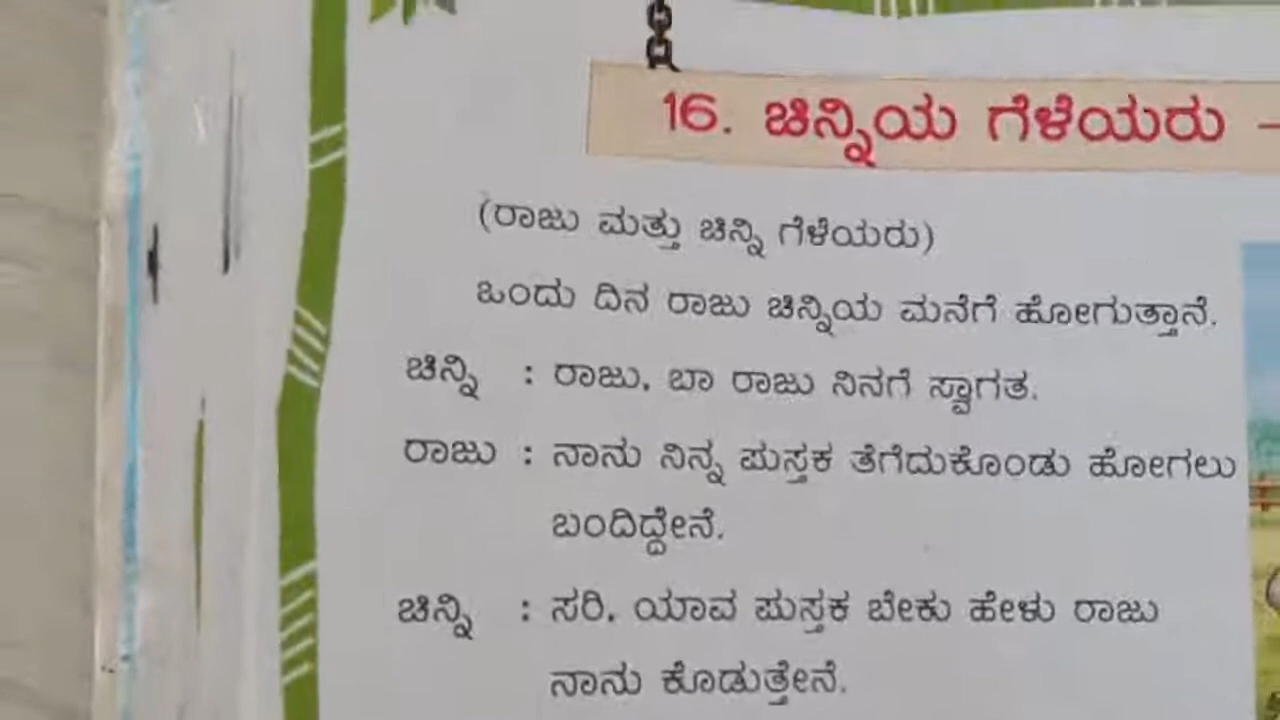 16. ಚಿನ್ನಿಯ ಗೆಳೆಯರು –
(ರಾಜು ಮತ್ತು ಚಿನ್ನಿ ಗೆಳೆಯರು)
ಒಂದು ದಿನ ರಾಜು ಚಿನ್ನಿಯ ಮನೆಗೆ ಹೋಗುತ್ತಾನೆ.
ಚಿನ್ನಿ : ರಾಜು, ಬಾ ರಾಜು ನಿನಗೆ ಸ್ವಾಗತ.
ರಾಜು : ನಾನು ನಿನ್ನ ಪುಸ್ತಕ ತೆಗೆದುಕೊಂಡು ಹೋಗಲು
ಬಂದಿದ್ದೇನೆ.
ಚಿನ್ನಿ : ಸರಿ, ಯಾವ ಪುಸ್ತಕ ಬೇಕು ಹೇಳು ರಾಜು
ನಾನು ಕೊಡುತ್ತೇನೆ.